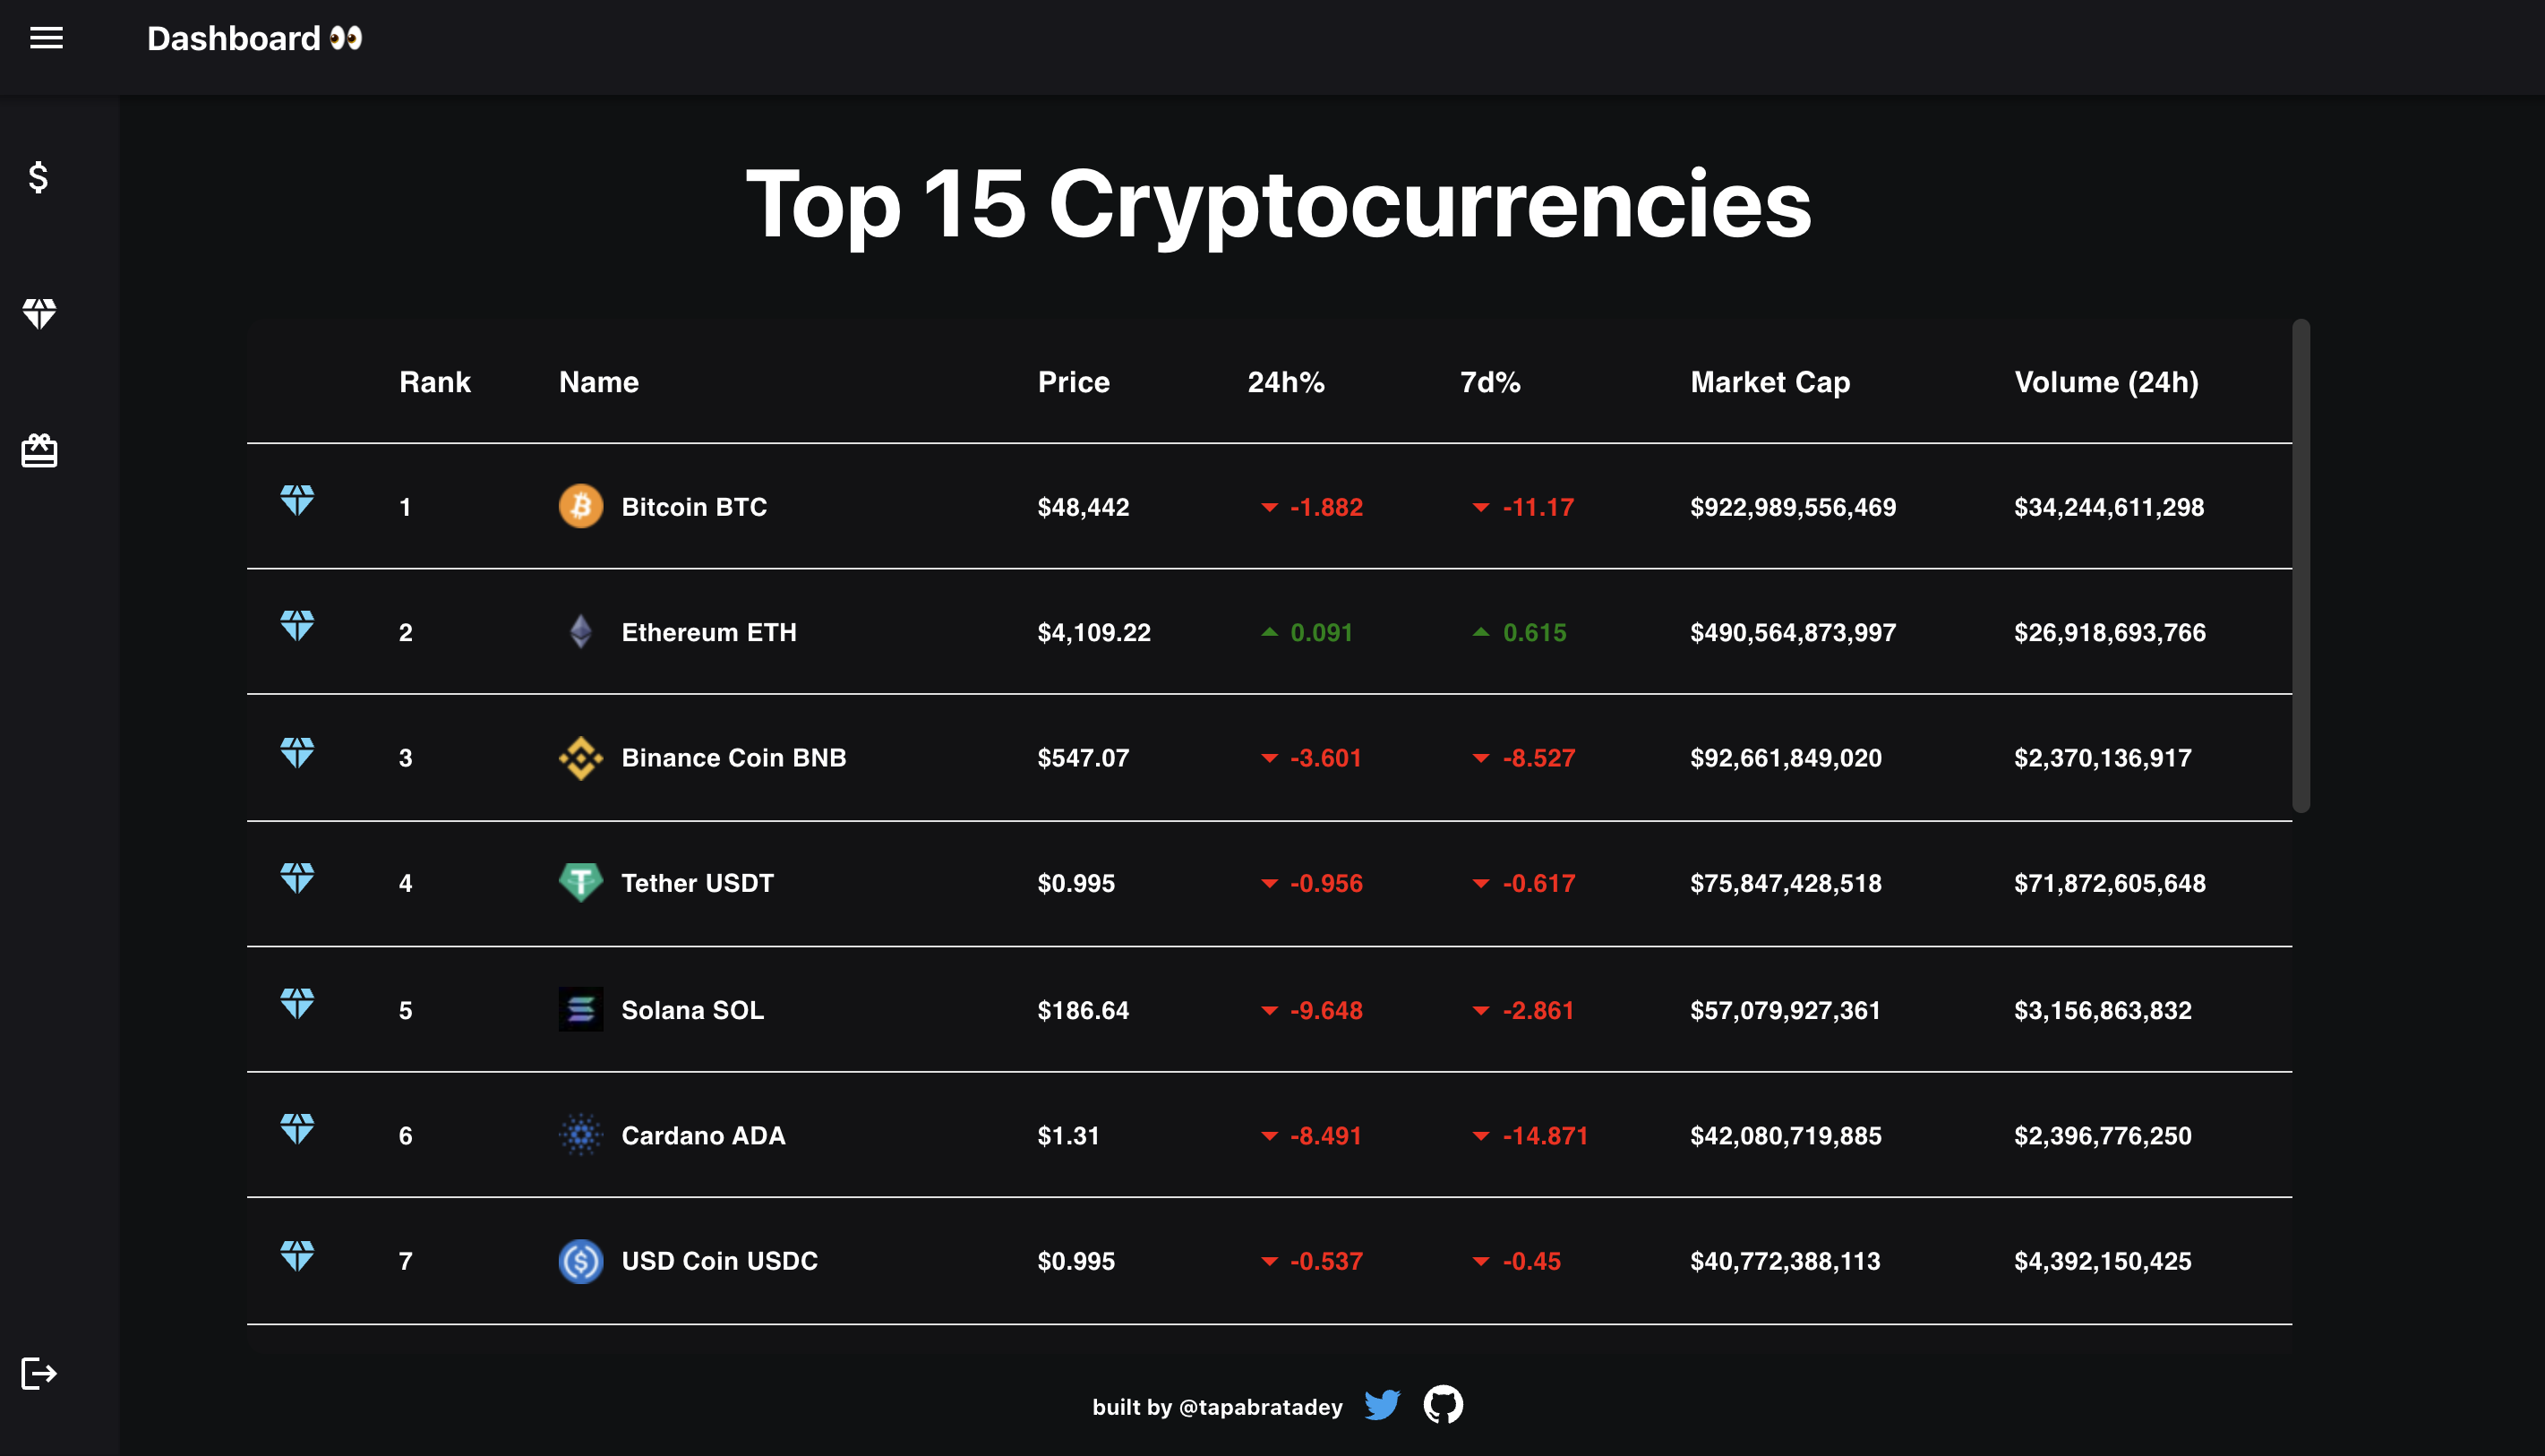 Dashboard 👀
Top 15 Cryptocurrencies
Rank Name Price 24h% 7d% Market Cap Volume (24h)
1 Bitcoin BTC $48,442 -1.882 -11.17 $922,989,556,469 $34,244,611,298
2 Ethereum ETH $4,109.22 0.091 0.615 $490,564,873,997 $26,918,693,766
3 Binance Coin BNB $547.07 -3.601 -8.527 $92,661,849,020 $2,370,136,917
4 Tether USDT $0.995 -0.956 -0.617 $75,847,428,518 $71,872,605,648
5 Solana SOL $186.64 -9.648 -2.861 $57,079,927,361 $3,156,863,832
6 Cardano ADA $1.31 -8.491 -14.871 $42,080,719,885 $2,396,776,250
7 USD Coin USDC $0.995 -0.537 -0.45 $40,772,388,113 $4,392,150,425
built by @tapabratadey